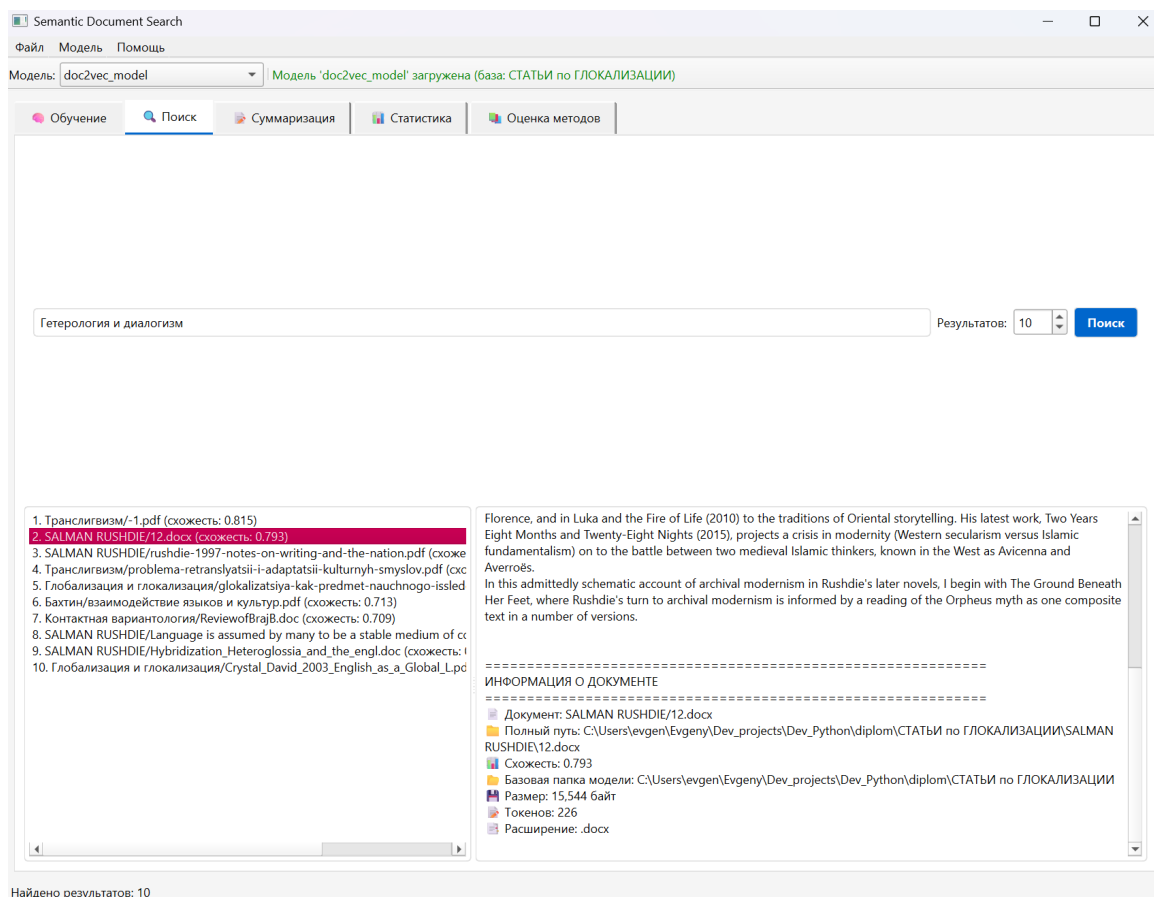 Semantic Document Search
Файл Модель Помощь
Модель: doc2vec_model Модель 'doc2vec_model' загружена (база: СТАТЬИ по ГЛОКАЛИЗАЦИИ)
Обучение Поиск Суммаризация Статистика Оценка методов
Гетерология и диалогизм Результатов: 10 Поиск
1. Транслигвизм/-1.pdf (схожесть: 0.815)
2. SALMAN RUSHDIE/12.docx (схожесть: 0.793)
3. SALMAN RUSHDIE/rushdie-1997-notes-on-writing-and-the-nation.pdf (схоже
4. Транслигвизм/problema-retranslyatsii-i-adaptatsii-kulturnyh-smyslov.pdf (схо
5. Глобализация и глокализация/glokalizatsiya-kak-predmet-nauchnogo-issled
6. Бахтин/взаимодействие языков и культур.pdf (схожесть: 0.713)
7. Контактная вариантология/ReviewofBrajB.doc (схожесть: 0.709)
8. SALMAN RUSHDIE/Language is assumed by many to be a stable medium of co
9. SALMAN RUSHDIE/Hybridization_Heteroglossia_and_the_engl.doc (схожесть:
10. Глобализация и глокализация/Crystal_David_2003_English_as_a_Global_L.pd
Florence, and in Luka and the Fire of Life (2010) to the traditions of Oriental storytelling. His latest work, Two Years
Eight Months and Twenty-Eight Nights (2015), projects a crisis in modernity (Western secularism versus Islamic
fundamentalism) on to the battle between two medieval Islamic thinkers, known in the West as Avicenna and
Averroës.
In this admittedly schematic account of archival modernism in Rushdie's later novels, I begin with The Ground Beneath
Her Feet, where Rushdie's turn to archival modernism is informed by a reading of the Orpheus myth as one composite
text in a number of versions.
============================================================
ИНФОРМАЦИЯ О ДОКУМЕНТЕ
============================================================
Документ: SALMAN RUSHDIE/12.docx
Полный путь: C:\Users\evgen\Evgeny\Dev_projects\Dev_Python\diplom\СТАТЬИ по ГЛОКАЛИЗАЦИИ\SALMAN
RUSHDIE\12.docx
Схожесть: 0.793
Базовая папка модели: C:\Users\evgen\Evgeny\Dev_projects\Dev_Python\diplom\СТАТЬИ по ГЛОКАЛИЗАЦИИ
Размер: 15,544 байт
Токенов: 226
Расширение: .docx
Найдено результатов: 10